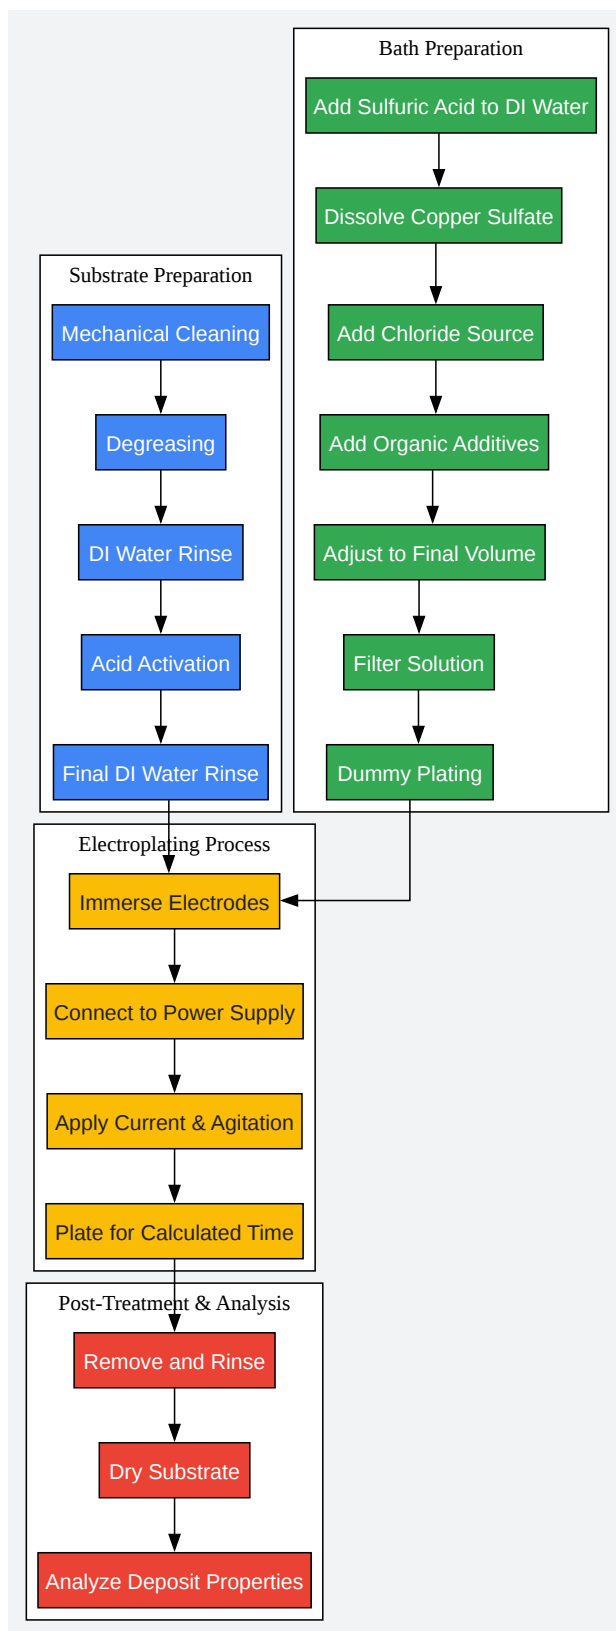 Bath Preparation
Add Sulfuric Acid to DI Water
Dissolve Copper Sulfate
Add Chloride Source
Add Organic Additives
Adjust to Final Volume
Filter Solution
Dummy Plating
Substrate Preparation
Mechanical Cleaning
Degreasing
DI Water Rinse
Acid Activation
Final DI Water Rinse
Electroplating Process
Immerse Electrodes
Connect to Power Supply
Apply Current & Agitation
Plate for Calculated Time
Post-Treatment & Analysis
Remove and Rinse
Dry Substrate
Analyze Deposit Properties